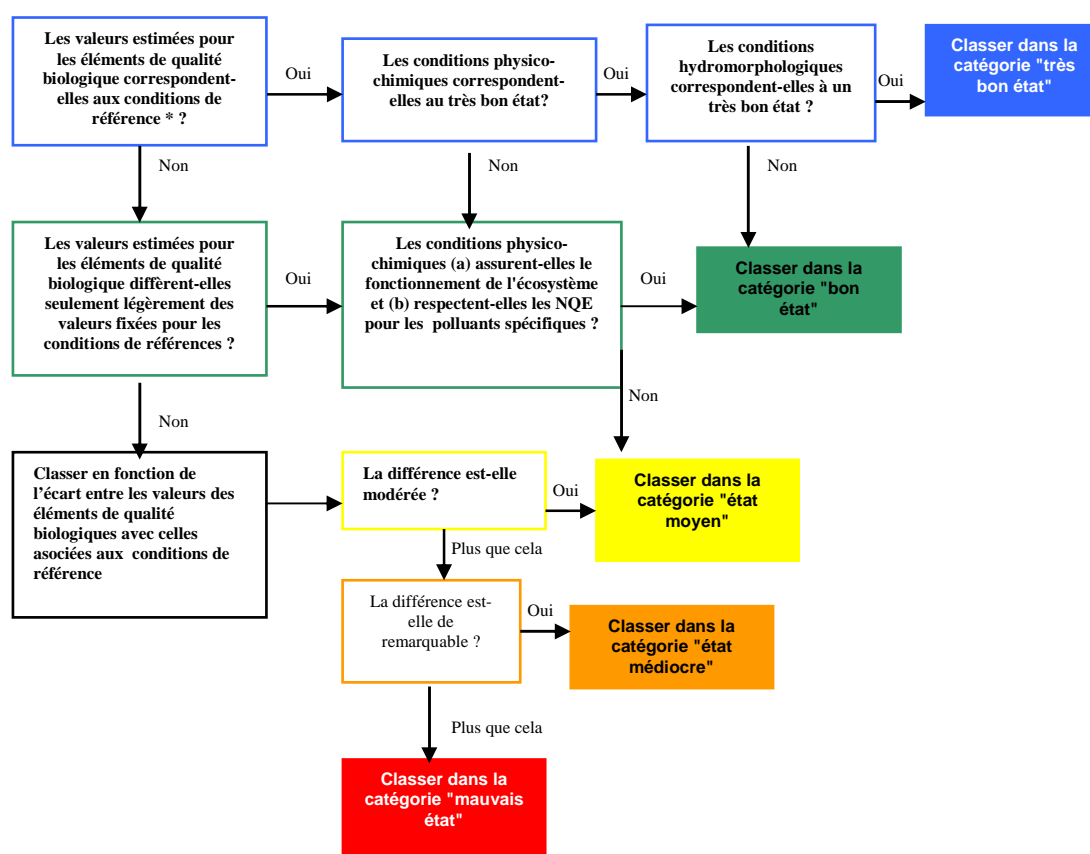 Les valeurs estimées pour
les éléments de qualité
biologique correspondent-
elles aux conditions de
référence * ?
Oui
Les conditions physico-
chimiques correspondent-
elles au très bon état?
Oui
Les conditions
hydromorphologiques
correspondent-elles à un
très bon état ?
Oui
Classer dans la
catégorie "très
bon état"
Non
Non
Non
Les valeurs estimées pour
les éléments de qualité
biologique diffèrent-elles
seulement légèrement des
valeurs fixées pour les
conditions de références ?
Oui
Les conditions physico-
chimiques (a) assurent-elles le
fonctionnement de l'écosystème
et (b) respectent-elles les NQE
pour les polluants spécifiques ?
Oui
Classer dans la
catégorie "bon
état"
Non
Non
Classer en fonction de
l'écart entre les valeurs des
éléments de qualité
biologiques avec celles
asociées aux conditions de
référence
La différence est-elle
modérée ?
Oui
Classer dans la
catégorie "état
moyen"
Plus que cela
La différence est-
elle de
remarquable ?
Oui
Classer dans la
catégorie "état
médiocre"
Plus que cela
Classer dans la
catégorie "mauvais
état"